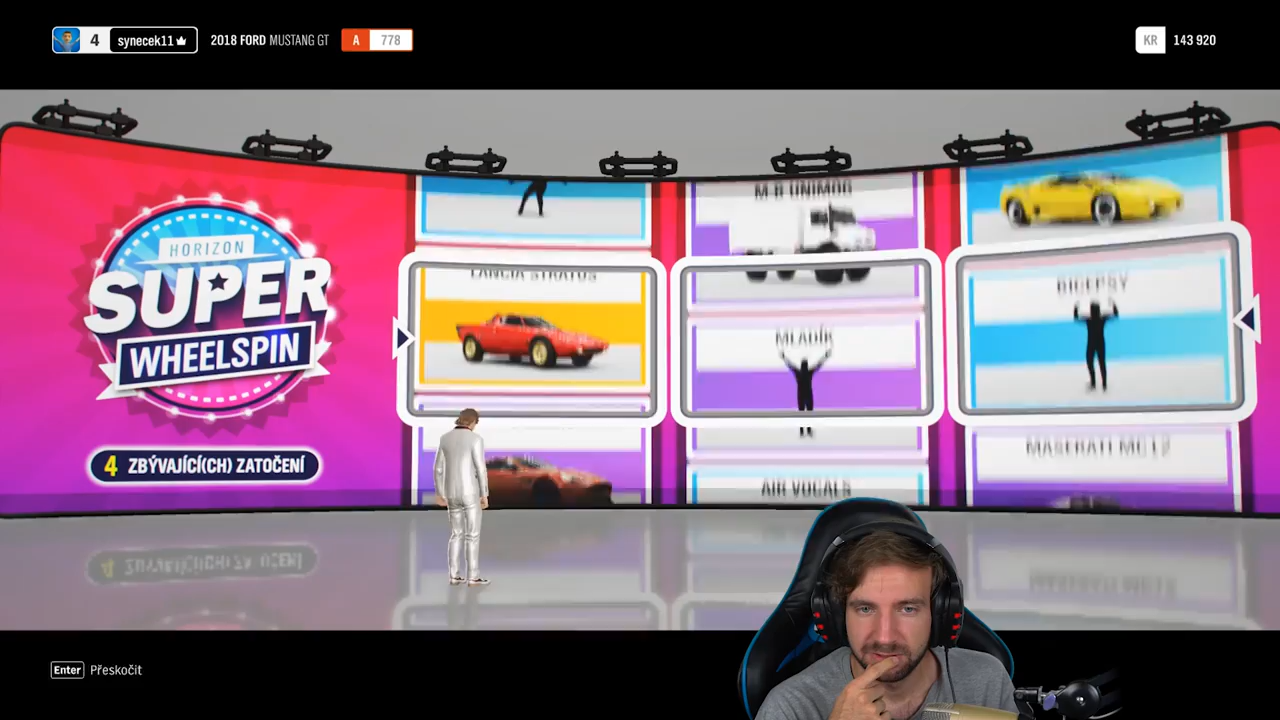 4 synecek11 2018 FORD MUSTANG GT A 778
KR 143 920
HORIZON
SUPER
WHEELSPIN
4 ZBÝVAJÍCÍ(CH) ZATOČENÍ
LANCIA STRATOS
M-B UNIMOG
MLADÍK
AIR VOCALS
BICEPSY
MASERATI MC12
Enter Přeskočit